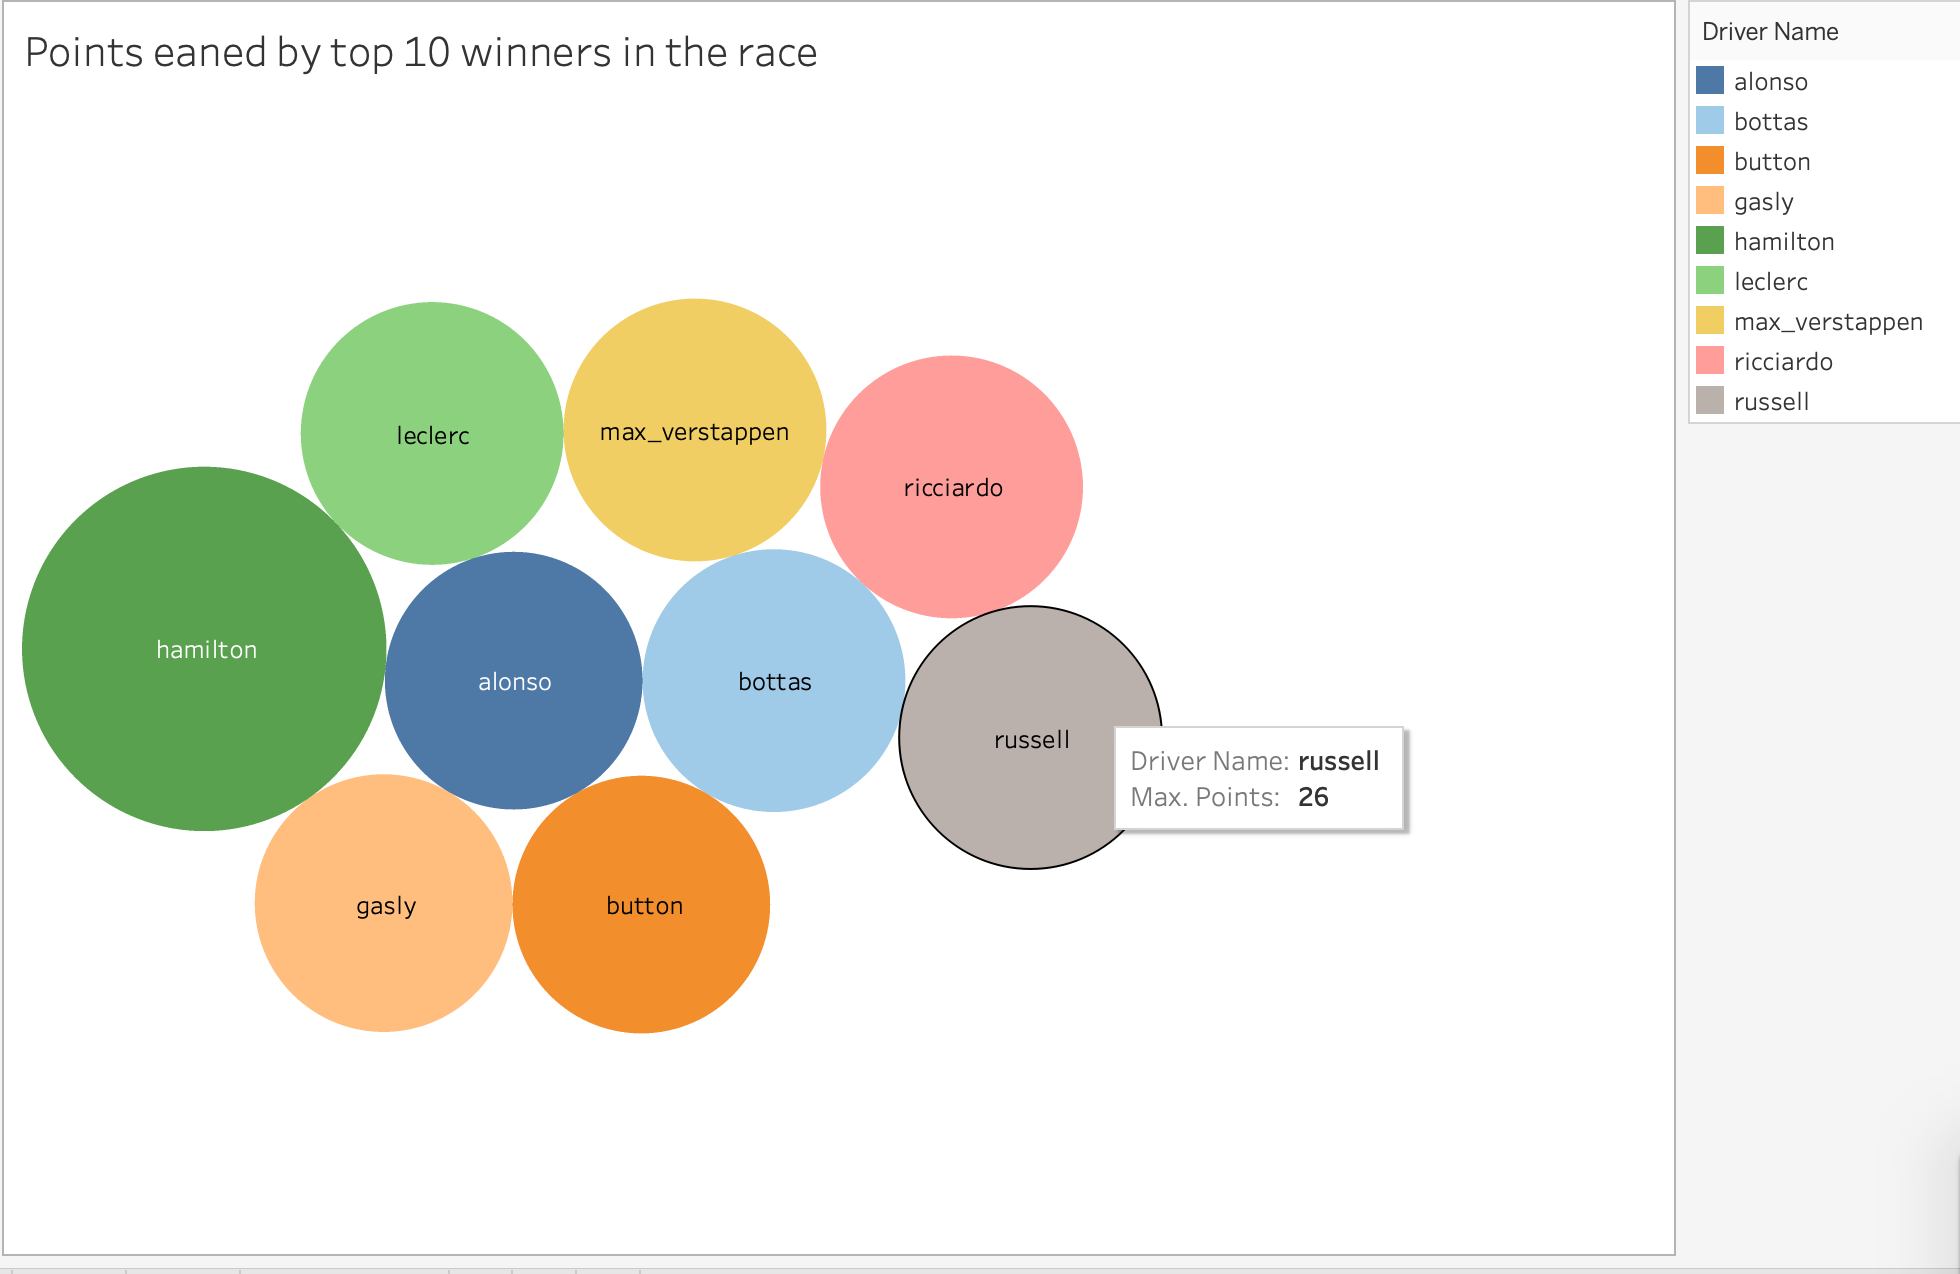 Points eaned by top 10 winners in the race
leclerc
max_verstappen
ricciardo
hamilton
alonso
bottas
russell
Driver Name: russell
Max. Points: 26
gasly
button
Driver Name
alonso
bottas
button
gasly
hamilton
leclerc
max_verstappen
ricciardo
russell